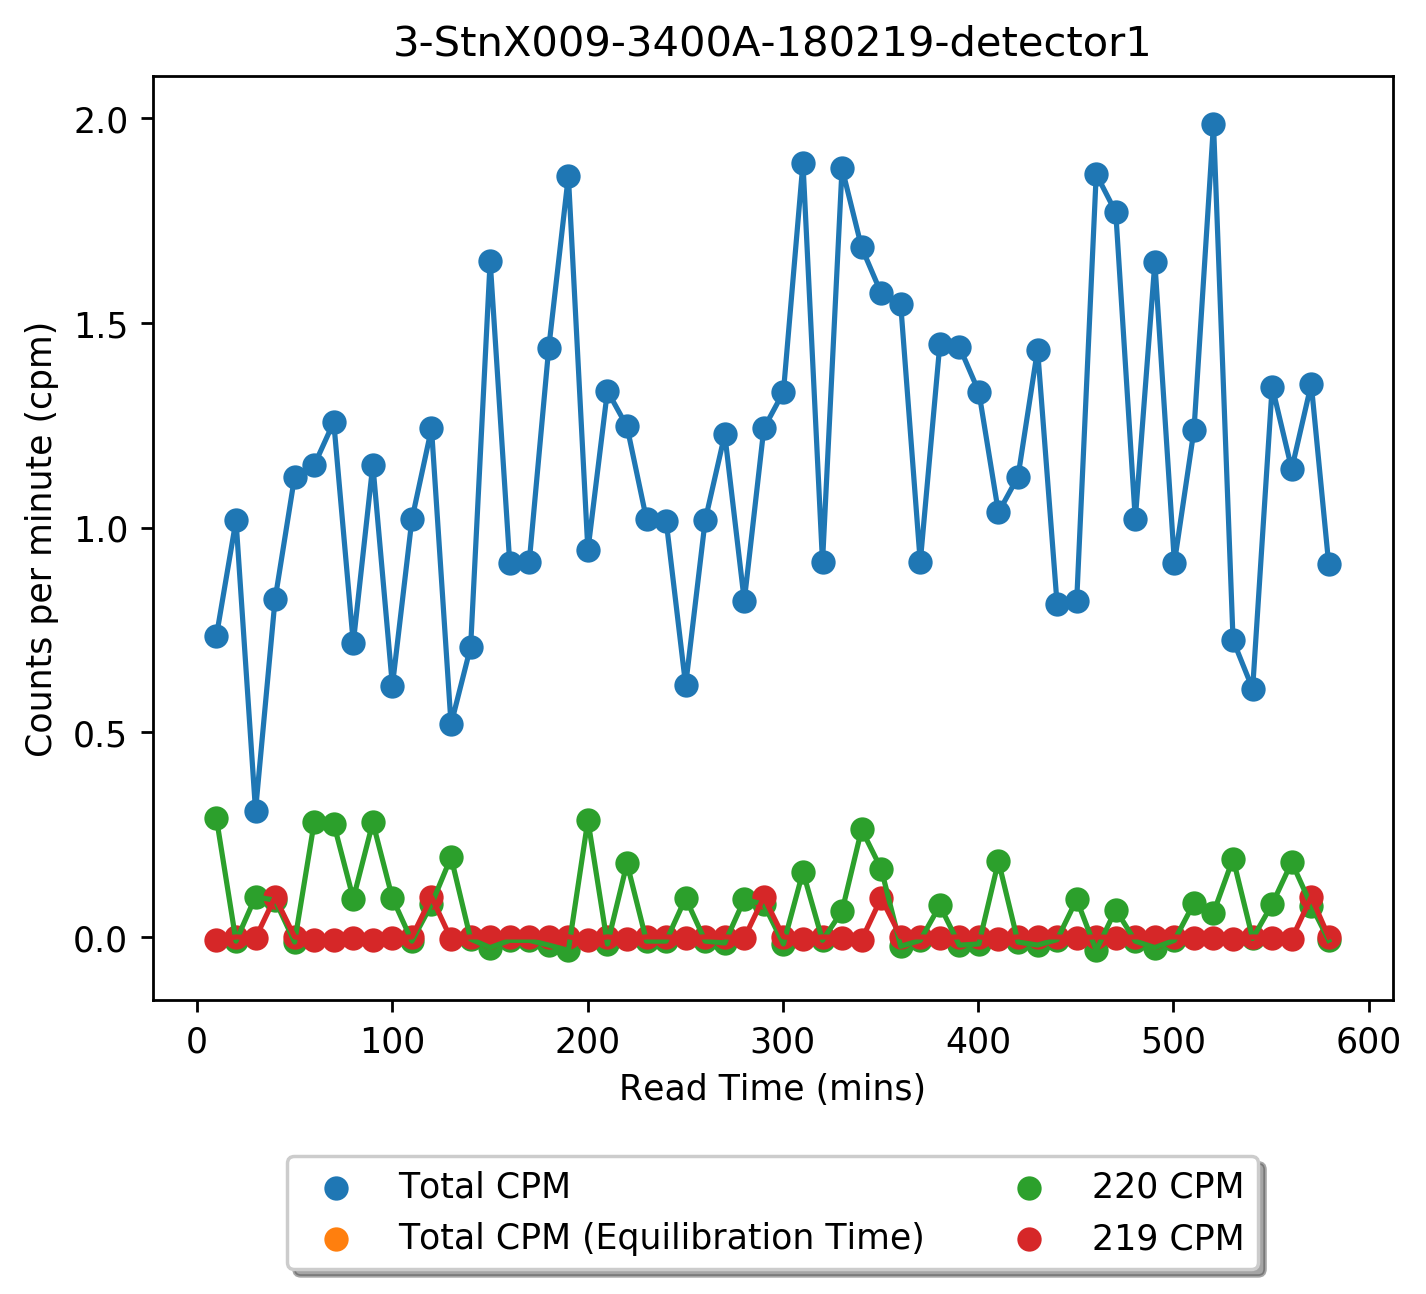 3-StnX009-3400A-180219-detector1
2.0
1.5
1.0
0.5
0.0
Counts per minute (cpm)
0 100 200 300 400 500 600
Read Time (mins)
Total CPM 220 CPM
Total CPM (Equilibration Time) 219 CPM